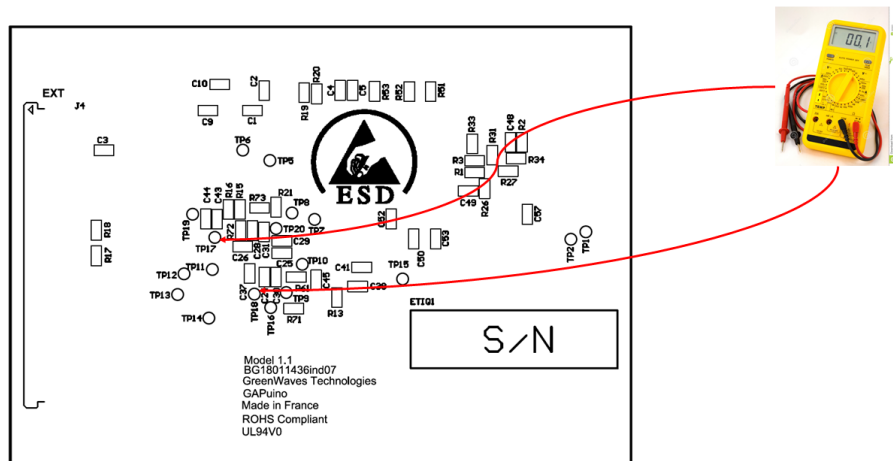 00.1
EXT
J4
C10
C2
R19
R20
C4
C5
R53
R52
R51
C9
C1
C3
TP6
TP5
R33
R31
C48
R2
R3
R1
R34
R27
C49
R26
ESD
C44
C43
R16
R15
R73
R21
TP8
TP7
TP19
TP17
R72
TP20
C29
C28
C31
C26
C25
C52
C50
C53
C57
TP2
TP1
R18
R17
TP12
TP11
TP13
TP14
C37
TP10
R61
C45
TP18
TP9
TP16
R71
C41
R13
TP15
ETIQ1
S/N
Model 1.1
BG18011436ind07
GreenWaves Technologies
GAPuino
Made in France
ROHS Compliant
UL94V0